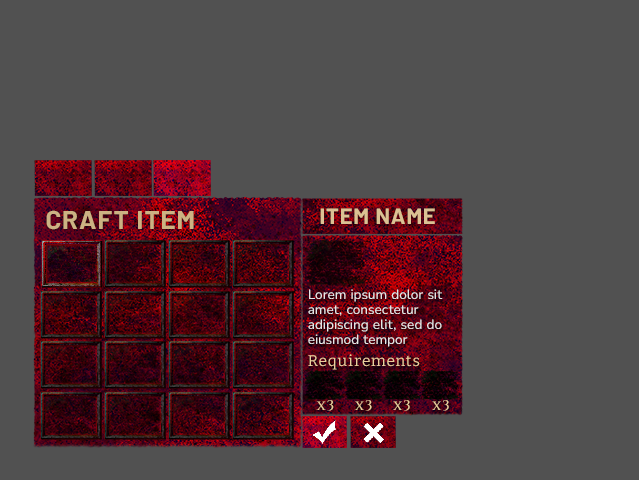 CRAFT ITEM
ITEM NAME
Lorem ipsum dolor sit
amet, consectetur
adipiscing elit, sed do
eiusmod tempor
Requirements
x3 x3 x3 x3